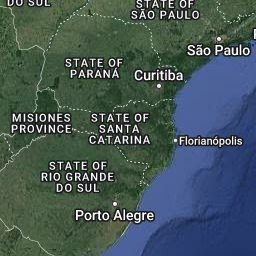 DO SUL
STATE OF
SÃO PAULO
São Paulo
STATE OF
PARANÁ
Curitiba
MISIONES
PROVINCE
STATE OF
SANTA
CATARINA
Florianópolis
STATE OF
RIO GRANDE
DO SUL
Porto Alegre